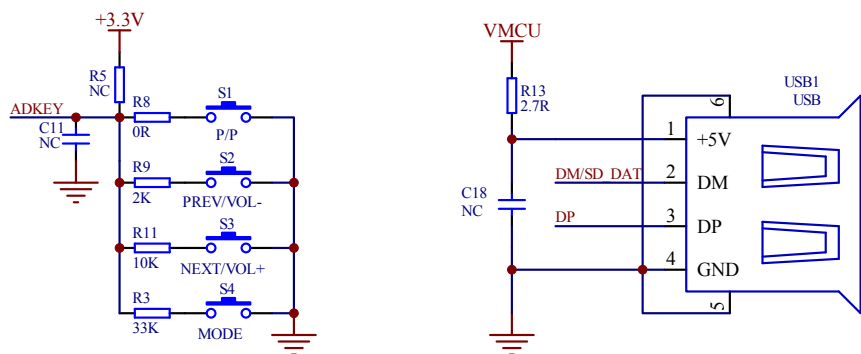 +3.3V
R5
NC
ADKEY
C11
NC
R8
0R
S1
P/P
R9
2K
S2
PREV/VOL-
R11
10K
S3
NEXT/VOL+
R3
33K
S4
MODE
VMCU
R13
2.7R
C18
NC
DM/SD_DAT
DP
USB1
USB
6
1
+5V
2
DM
3
DP
4
GND
5